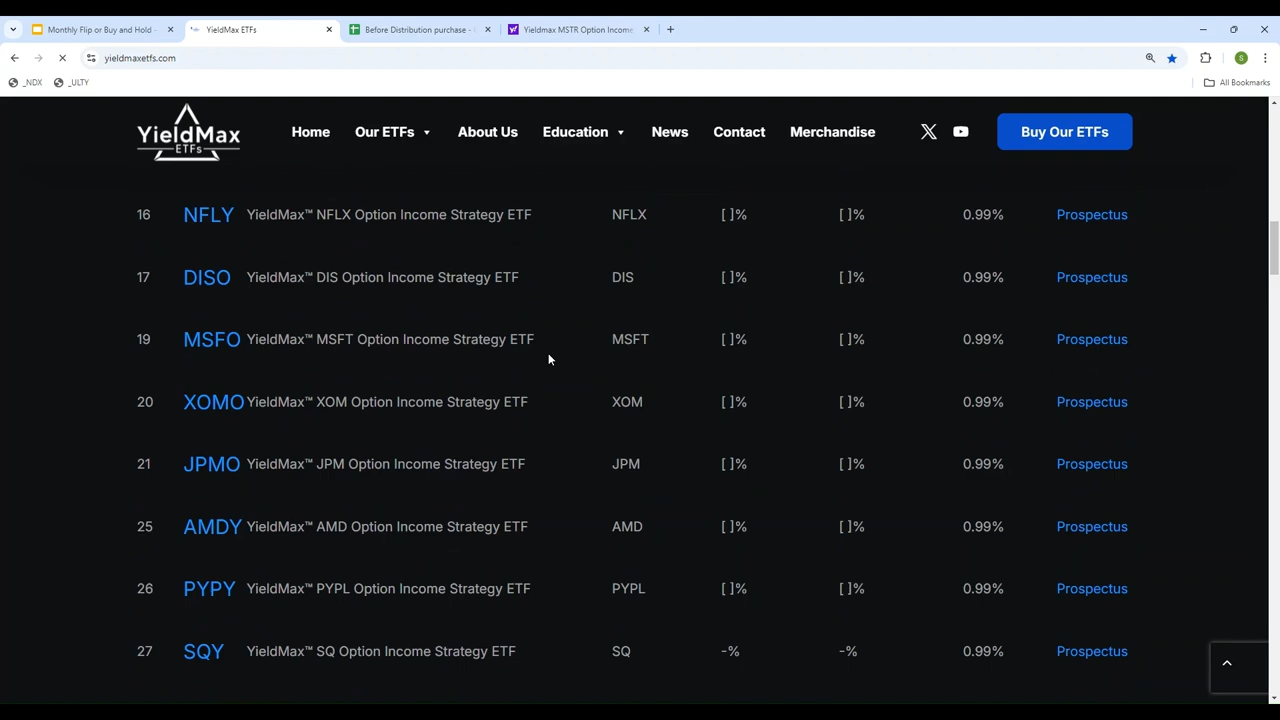 Monthly Flip or Buy and Hold -
YieldMax ETFs
Before Distribution purchase -
Yieldmax MSTR Option Income
yieldmaxetfs.com
S
_NDX
_ULTY
All Bookmarks
YieldMax
ETFs
Home
Our ETFs
About Us
Education
News
Contact
Merchandise
Buy Our ETFs
16 NFLY YieldMax™ NFLX Option Income Strategy ETF NFLX [ ]% [ ]% 0.99% Prospectus
17 DISO YieldMax™ DIS Option Income Strategy ETF DIS [ ]% [ ]% 0.99% Prospectus
19 MSFO YieldMax™ MSFT Option Income Strategy ETF MSFT [ ]% [ ]% 0.99% Prospectus
20 XOMO YieldMax™ XOM Option Income Strategy ETF XOM [ ]% [ ]% 0.99% Prospectus
21 JPMO YieldMax™ JPM Option Income Strategy ETF JPM [ ]% [ ]% 0.99% Prospectus
25 AMDY YieldMax™ AMD Option Income Strategy ETF AMD [ ]% [ ]% 0.99% Prospectus
26 PYPY YieldMax™ PYPL Option Income Strategy ETF PYPL [ ]% [ ]% 0.99% Prospectus
27 SQY YieldMax™ SQ Option Income Strategy ETF SQ -% -% 0.99% Prospectus